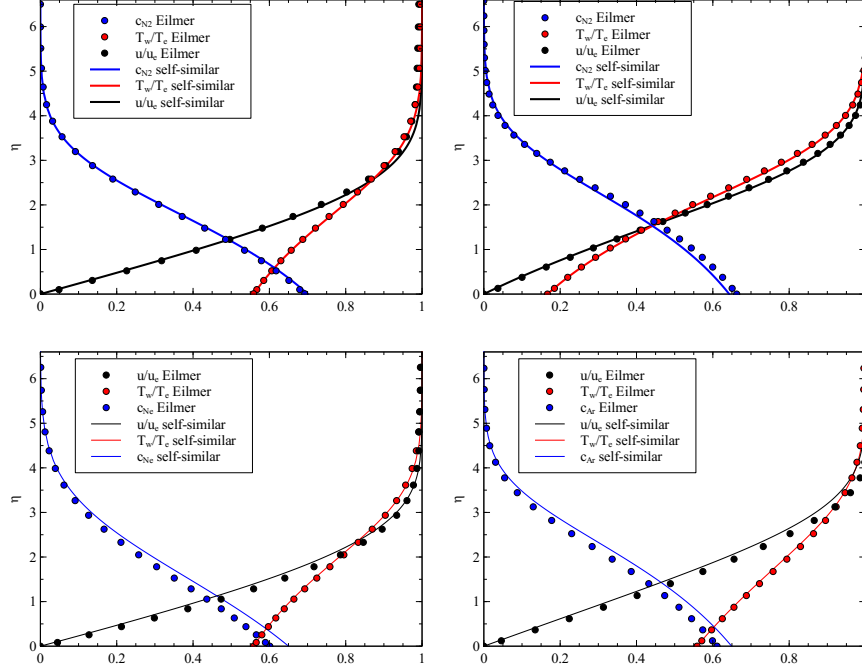 c_N2 Eilmer
T_w/T_e Eilmer
u/u_e Eilmer
c_N2 self-similar
T_w/T_e self-similar
u/u_e self-similar
η
6
5
4
3
2
1
0
0
0.2
0.4
0.6
0.8
1
c_N2 Eilmer
T_w/T_e Eilmer
u/u_e Eilmer
c_N2 self-similar
T_w/T_e self-similar
u/u_e self-similar
η
6
5
4
3
2
1
0
0
0.2
0.4
0.6
0.8
u/u_e Eilmer
T_w/T_e Eilmer
c_Ne Eilmer
u/u_e self-similar
T_w/T_e self-similar
c_Ne self-similar
η
6
5
4
3
2
1
0
0
0.2
0.4
0.6
0.8
1
u/u_e Eilmer
T_w/T_e Eilmer
c_Ar Eilmer
u/u_e self-similar
T_w/T_e self-similar
c_Ar self-similar
η
6
5
4
3
2
1
0
0
0.2
0.4
0.6
0.8